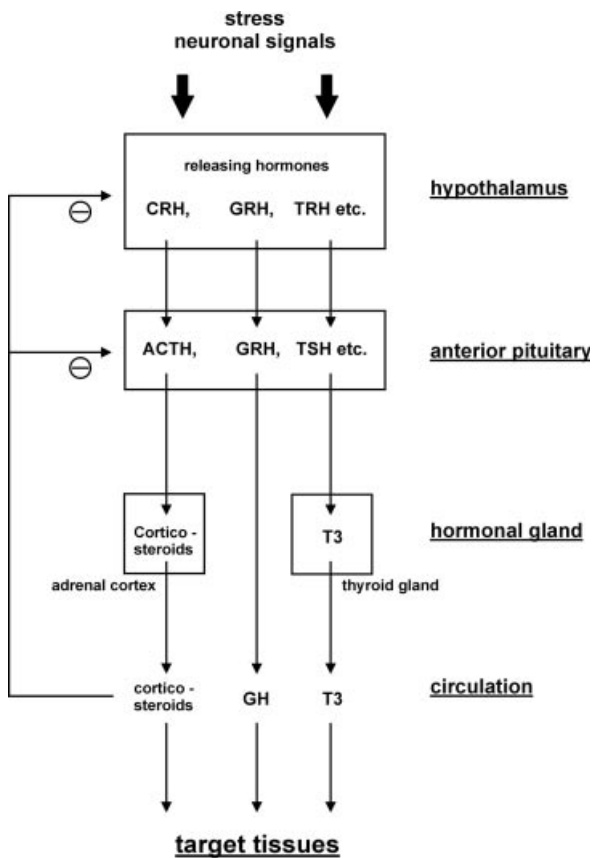 stress
neuronal signals
releasing hormones
CRH, GRH, TRH etc.
hypothalamus
ACTH, GRH, TSH etc.
anterior pituitary
Cortico -
steroids
T3
hormonal gland
adrenal cortex
thyroid gland
cortico -
steroids
GH
T3
circulation
target tissues